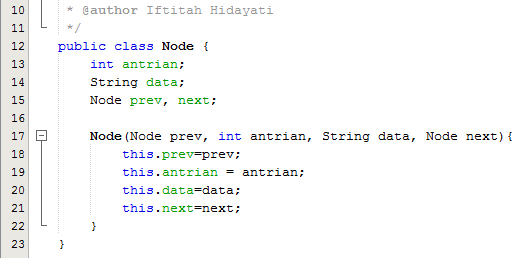 10 * @author Iftitah Hidayati
11 */
12 public class Node {
13 int antrian;
14 String data;
15 Node prev, next;
16
17 Node(Node prev, int antrian, String data, Node next){
18 this.prev=prev;
19 this.antrian = antrian;
20 this.data=data;
21 this.next=next;
22 }
23 }